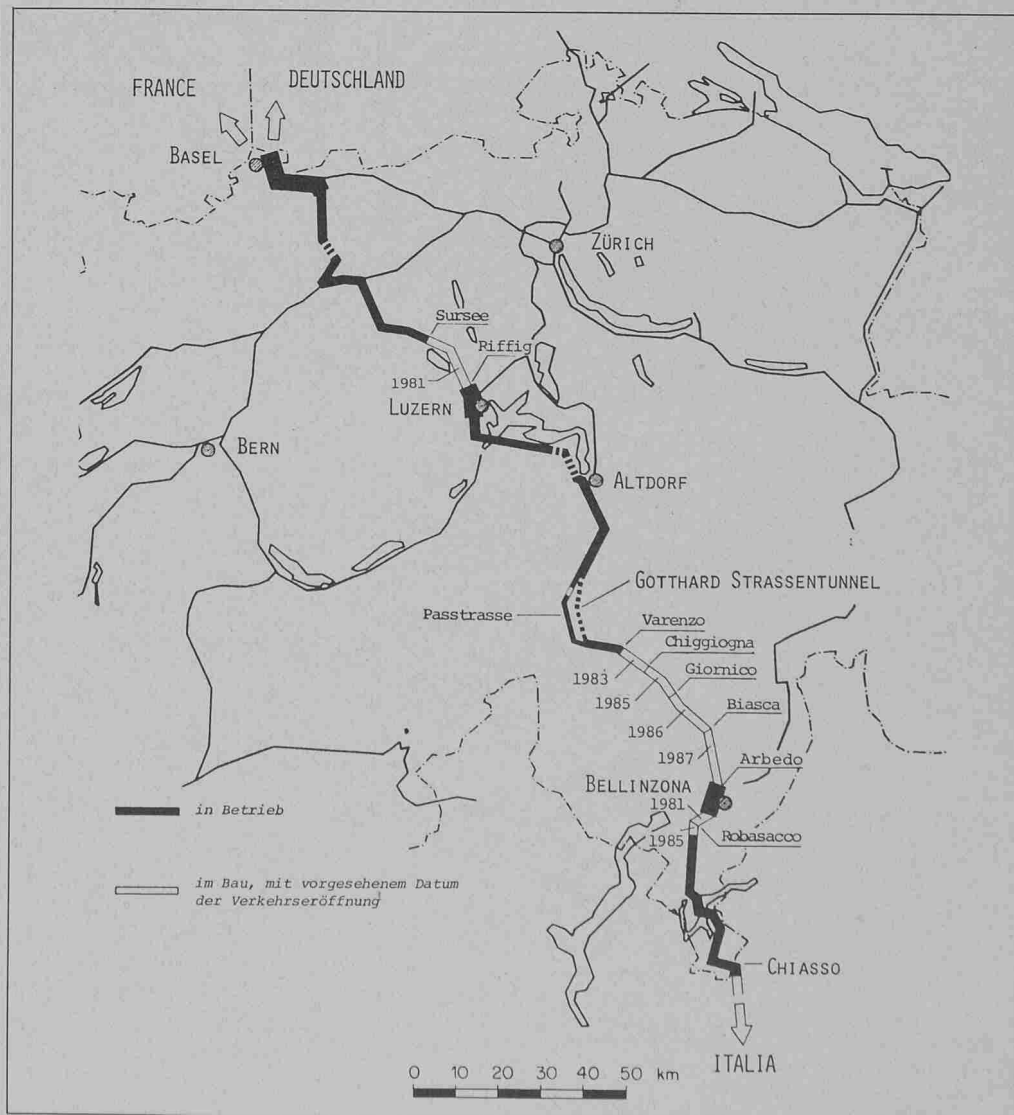 FRANCE
DEUTSCHLAND
BASEL
ZÜRICH
Sursee
Riffig
1981
LUZERN
BERN
ALTDORF
GOTTHARD STRASSENTUNNEL
Passtrasse
Varenzo
Chiggiogna
1983
Giornico
1985
Biasca
1986
1987
Arbedo
BELLINZONA
1981
1985
Robasacco
in Betrieb
im Bau, mit vorgesehenem Datum
der Verkehrseröffnung
CHIASSO
ITALIA
0 10 20 30 40 50 km